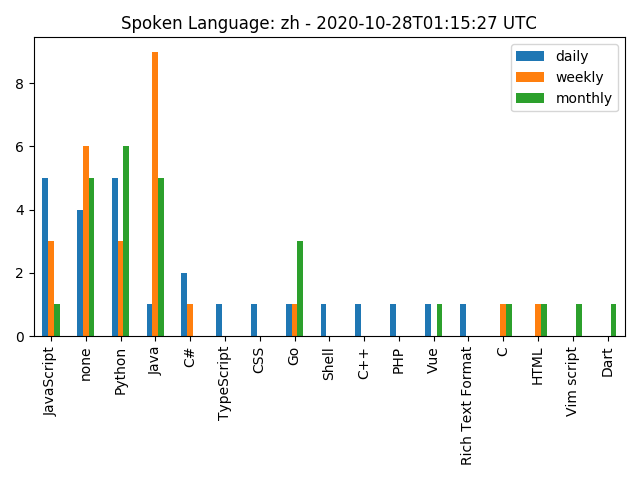 Spoken Language: zh - 2020-10-28T01:15:27 UTC
daily
weekly
monthly
8
6
4
2
0
JavaScript
none
Python
Java
C#
TypeScript
CSS
Go
Shell
C++
PHP
Vue
Rich Text Format
C
HTML
Vim script
Dart